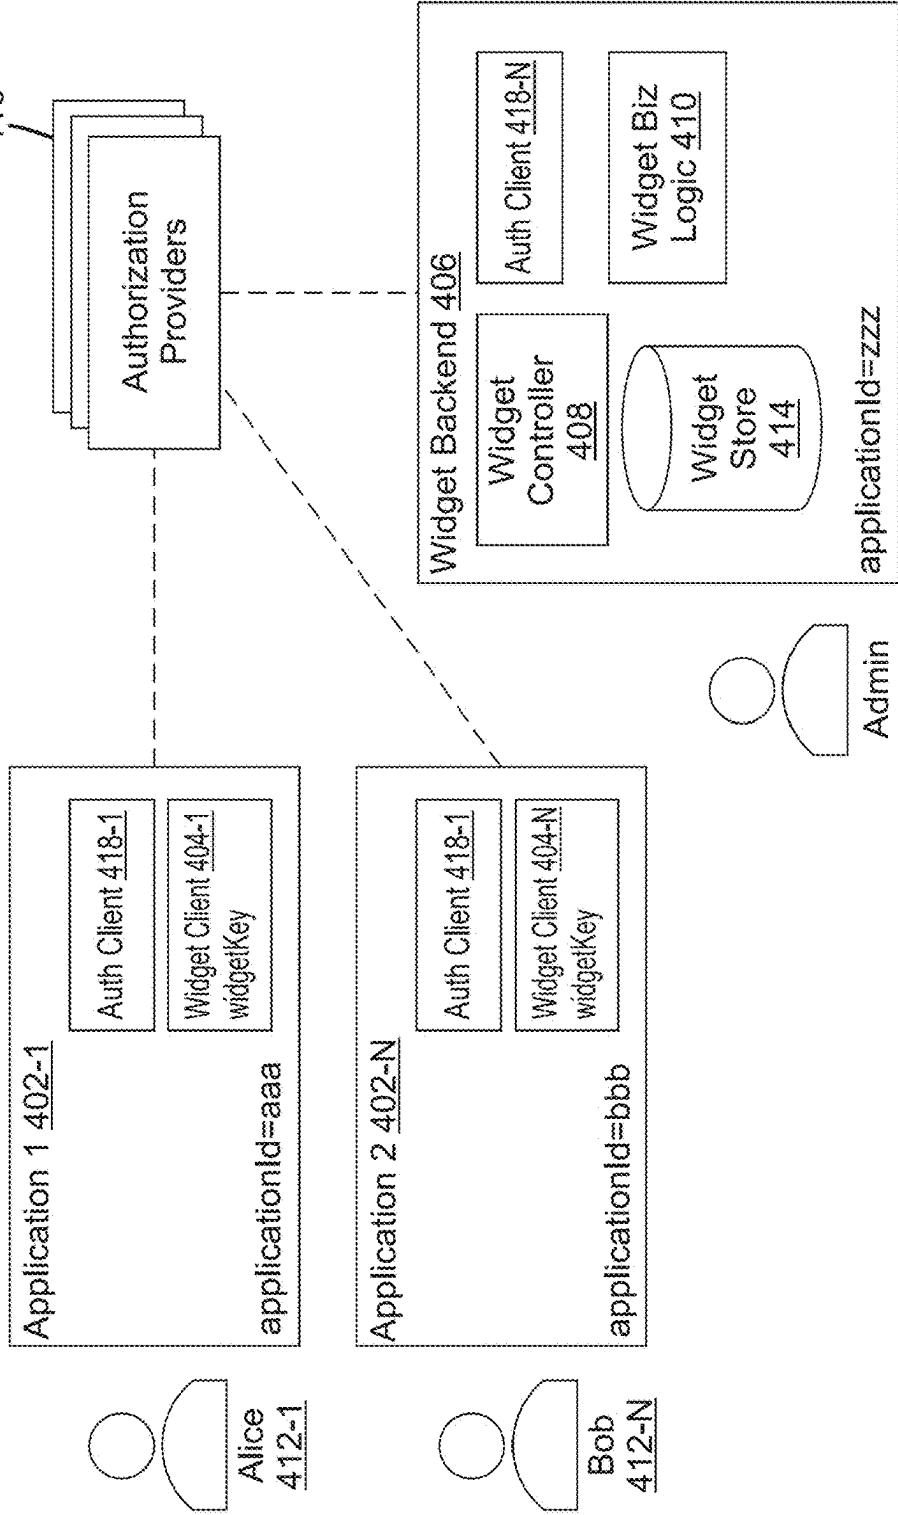 Alice
412-1
Application 1 402-1
Auth Client 418-1
Widget Client 404-1
widgetKey
applicationId=aaa
Bob
412-N
Application 2 402-N
Auth Client 418-1
Widget Client 404-N
widgetKey
applicationId=bbb
Authorization
Providers
Admin
Widget Backend 406
Widget
Controller
408
Auth Client 418-N
Widget
Store
414
Widget Biz
Logic 410
applicationId=zzz